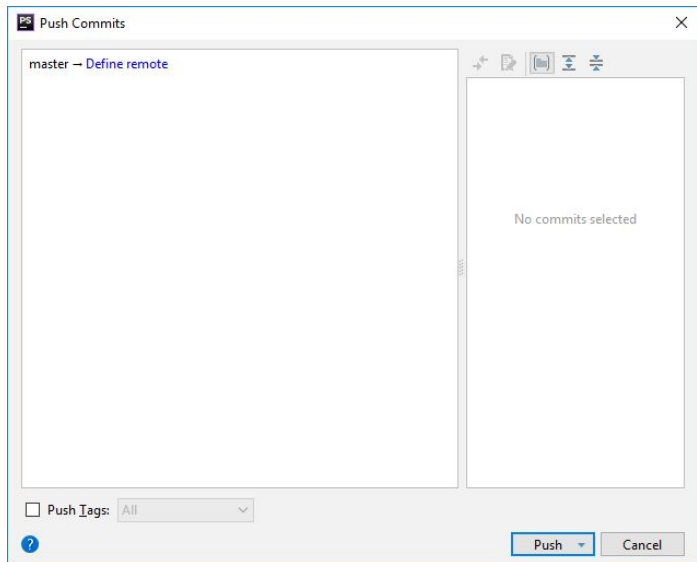 PS Push Commits
master → Define remote
No commits selected
Push Tags: All
? Push Cancel